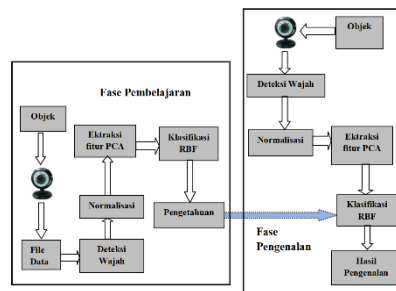 Fase Pembelajaran
Objek
File
Data
Deteksi
Wajah
Normalisasi
Ektraksi
fitur PCA
Klasifikasi
RBF
Pengetahuan
Objek
Deteksi Wajah
Normalisasi
Ektraksi
fitur PCA
Klasifikasi
RBF
Hasil
Pengenalan
Fase
Pengenalan